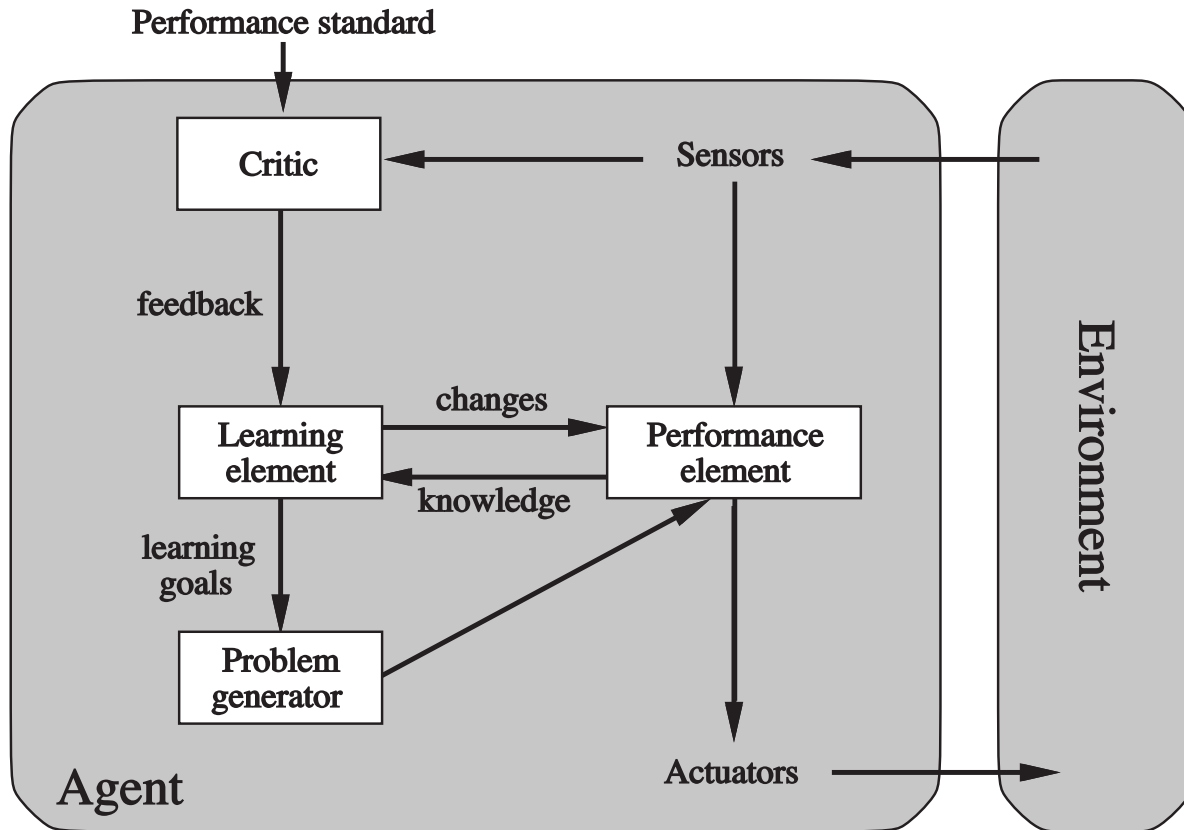 Performance standard
Critic
Sensors
feedback
changes
Learning
element
Performance
element
knowledge
learning
goals
Problem
generator
Actuators
Agent
Environment